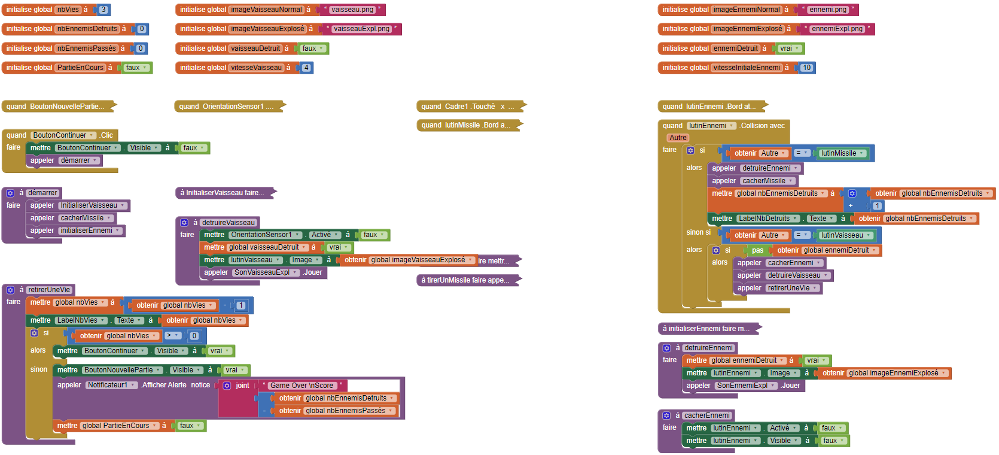 initialise global nbVies à 3
initialise global nbEnnemisDetruits à 0
initialise global nbEnnemisPassés à 0
initialise global PartieEnCours à faux
initialise global imageVaisseauNormal à “ vaisseau.png ”
initialise global imageVaisseauExplosé à “ vaisseauExpl.png ”
initialise global vaisseauDetruit à faux
initialise global vitesseVaisseau à 4
initialise global imageEnnemiNormal à “ ennemi.png ”
initialise global imageEnnemiExplosé à “ ennemiExpl.png ”
initialise global ennemiDetruit à vrai
initialise global vitesseInitialeEnnemi à 10
quand BoutonNouvellePartie...
quand BoutonContinuer .Clic
faire mettre BoutonContinuer . Visible à faux
appeler démarrer
à démarrer
faire appeler InitialiserVaisseau
appeler cacherMissile
appeler initialiserEnnemi
à retirerUneVie
faire mettre global nbVies à obtenir global nbVies - 1
mettre LabelNbVies . Texte à obtenir global nbVies
si obtenir global nbVies > 0
alors mettre BoutonContinuer . Visible à vrai
sinon mettre BoutonNouvellePartie . Visible à vrai
appeler Notificateur1 .Afficher Alerte notice joint “ Game Over \nScore ”
obtenir global nbEnnemisDetruits
- obtenir global nbEnnemisPassés
mettre global PartieEnCours à faux
quand OrientationSensor1 ....
à InitialiserVaisseau faire...
à detruireVaisseau
faire mettre OrientationSensor1 . Activé à faux
mettre global vaisseauDetruit à vrai
mettre lutinVaisseau . Image à obtenir global imageVaisseauExplosé
appeler SonVaisseauExpl .Jouer
quand Cadre1 .Touché x ...
quand lutinMissile .Bord a...
ire mettr...
à tirerUnMissile faire appe...
quand lutinEnnemi .Bord at...
quand lutinEnnemi .Collision avec
Autre
faire si obtenir Autre = lutinMissile
alors appeler detruireEnnemi
appeler cacherMissile
mettre global nbEnnemisDetruits à obtenir global nbEnnemisDetruits
+ 1
mettre LabelNbDetruits . Texte à obtenir global nbEnnemisDetruits
sinon si obtenir Autre = lutinVaisseau
alors si pas obtenir global ennemiDetruit
alors appeler cacherEnnemi
appeler detruireVaisseau
appeler retirerUneVie
à initialiserEnnemi faire m...
à detruireEnnemi
faire mettre global ennemiDetruit à vrai
mettre lutinEnnemi . Image à obtenir global imageEnnemiExplosé
appeler SonEnnemiExpl .Jouer
à cacherEnnemi
faire mettre lutinEnnemi . Activé à faux
mettre lutinEnnemi . Visible à faux